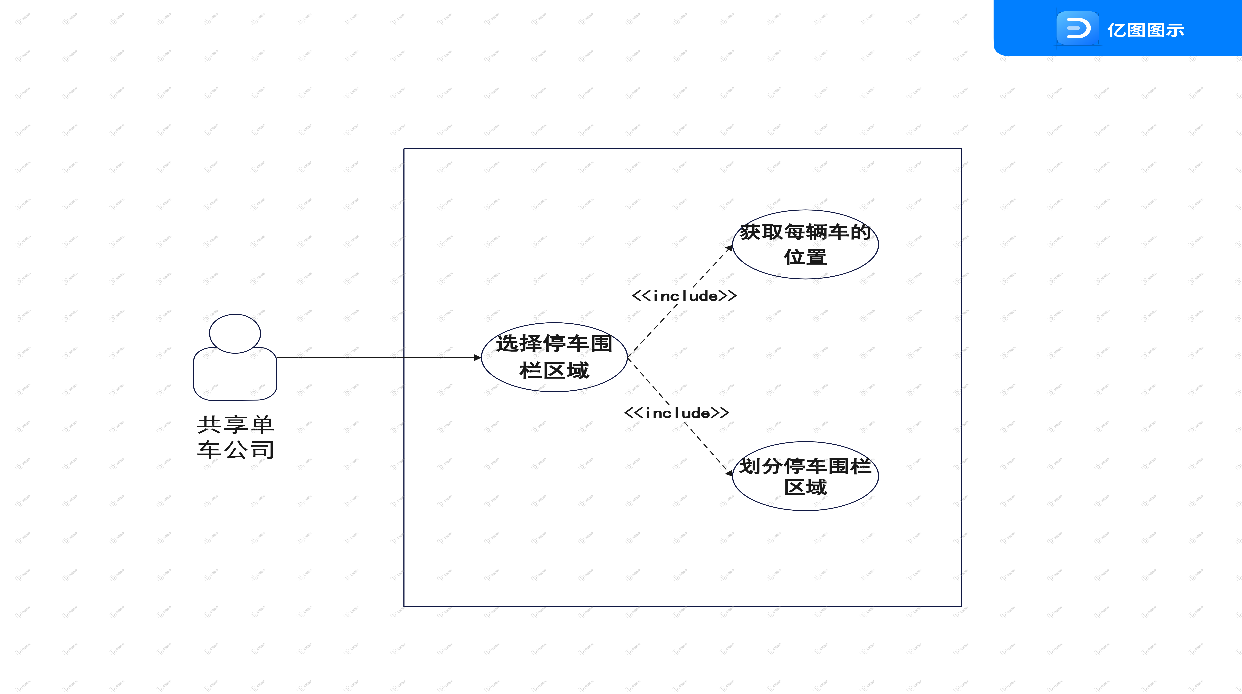 亿图图示
获取每辆车的
位置
<<include>>
选择停车围
栏区域
<<include>>
共享单
车公司
划分停车围栏
区域